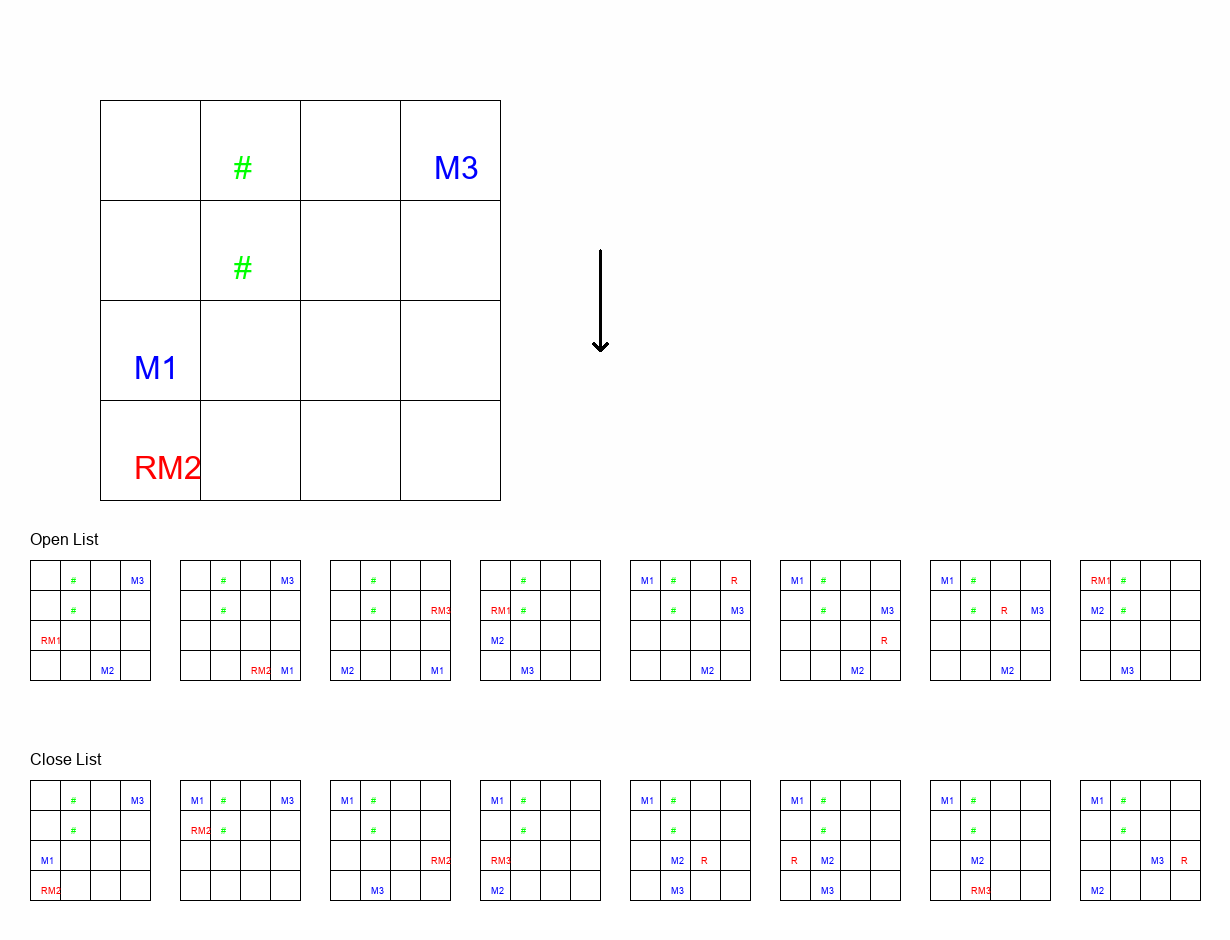 # M3
#
M1
RM2
Open List
# M3 # M3 # # M1 # R M1 # M1 # RM1 #
# # # RM3 RM1 # # M3 # M3 # R M3 M2 #
RM1 M2 R
M2 RM2 M1 M2 M1 M3 M2 M2 M2 M3
Close List
# M3 M1 # M3 M1 # M1 # M1 # M1 # M1 # M1 #
# RM2 # # # # # # #
M1 RM2 RM3 M2 R R M2 M2 M3 R
RM2 M3 M2 M3 M3 RM3 M2